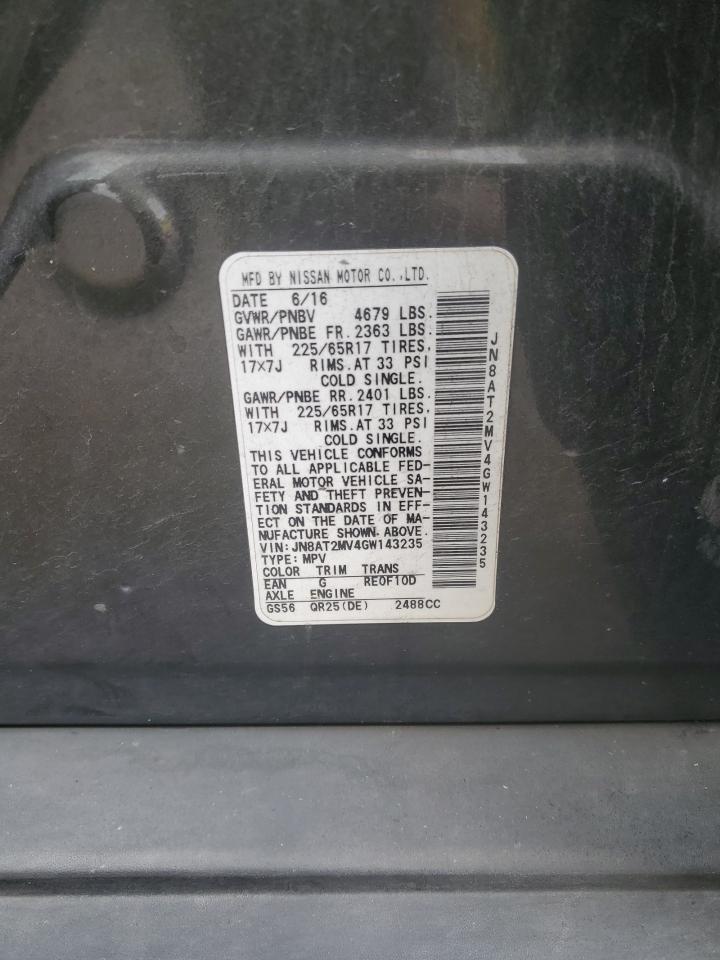 MFD BY NISSAN MOTOR CO.,LTD.
DATE 6/16
GVWR/PNBV 4679 LBS.
GAWR/PNBE FR. 2363 LBS.
WITH 225/65R17 TIRES.
17×7J RIMS.AT 33 PSI
COLD SINGLE.
GAWR/PNBE RR. 2401 LBS.
WITH 225/65R17 TIRES.
17×7J RIMS.AT 33 PSI
COLD SINGLE.
THIS VEHICLE CONFORMS
TO ALL APPLICABLE FED-
ERAL MOTOR VEHICLE SA-
FETY AND THEFT PREVEN-
TION STANDARDS IN EFF-
ECT ON THE DATE OF MA-
NUFACTURE SHOWN ABOVE.
VIN:JN8AT2MV4GW143235
TYPE: MPV
COLOR TRIM TRANS
EAN G RE0F10D
AXLE ENGINE
GS56 QR25(DE) 2488CC
JN8AT2MV4GW143235